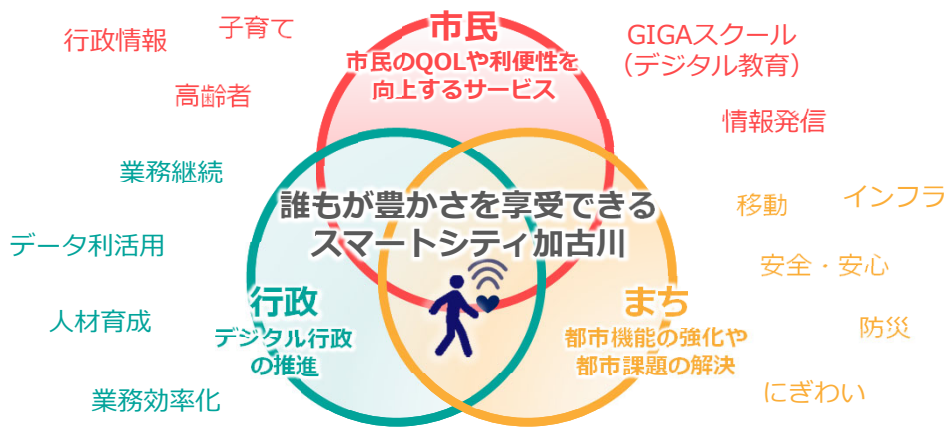 市民
市民のQOLや利便性を
向上するサービス
行政情報
子育て
高齢者
GIGAスクール
（デジタル教育）
情報発信
誰もが豊かさを享受できる
スマートシティ加古川
業務継続
データ利活用
人材育成
業務効率化
行政
デジタル行政
の推進
まち
都市機能の強化や
都市課題の解決
移動
インフラ
安全・安心
防災
にぎわい